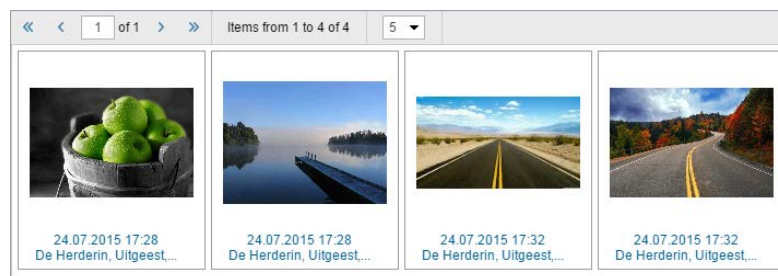 « ‹ 1 of 1 › » Items from 1 to 4 of 4 5
24.07.2015 17:28
De Herderin, Uitgeest,...
24.07.2015 17:28
De Herderin, Uitgeest,...
24.07.2015 17:32
De Herderin, Uitgeest,...
24.07.2015 17:32
De Herderin, Uitgeest,...